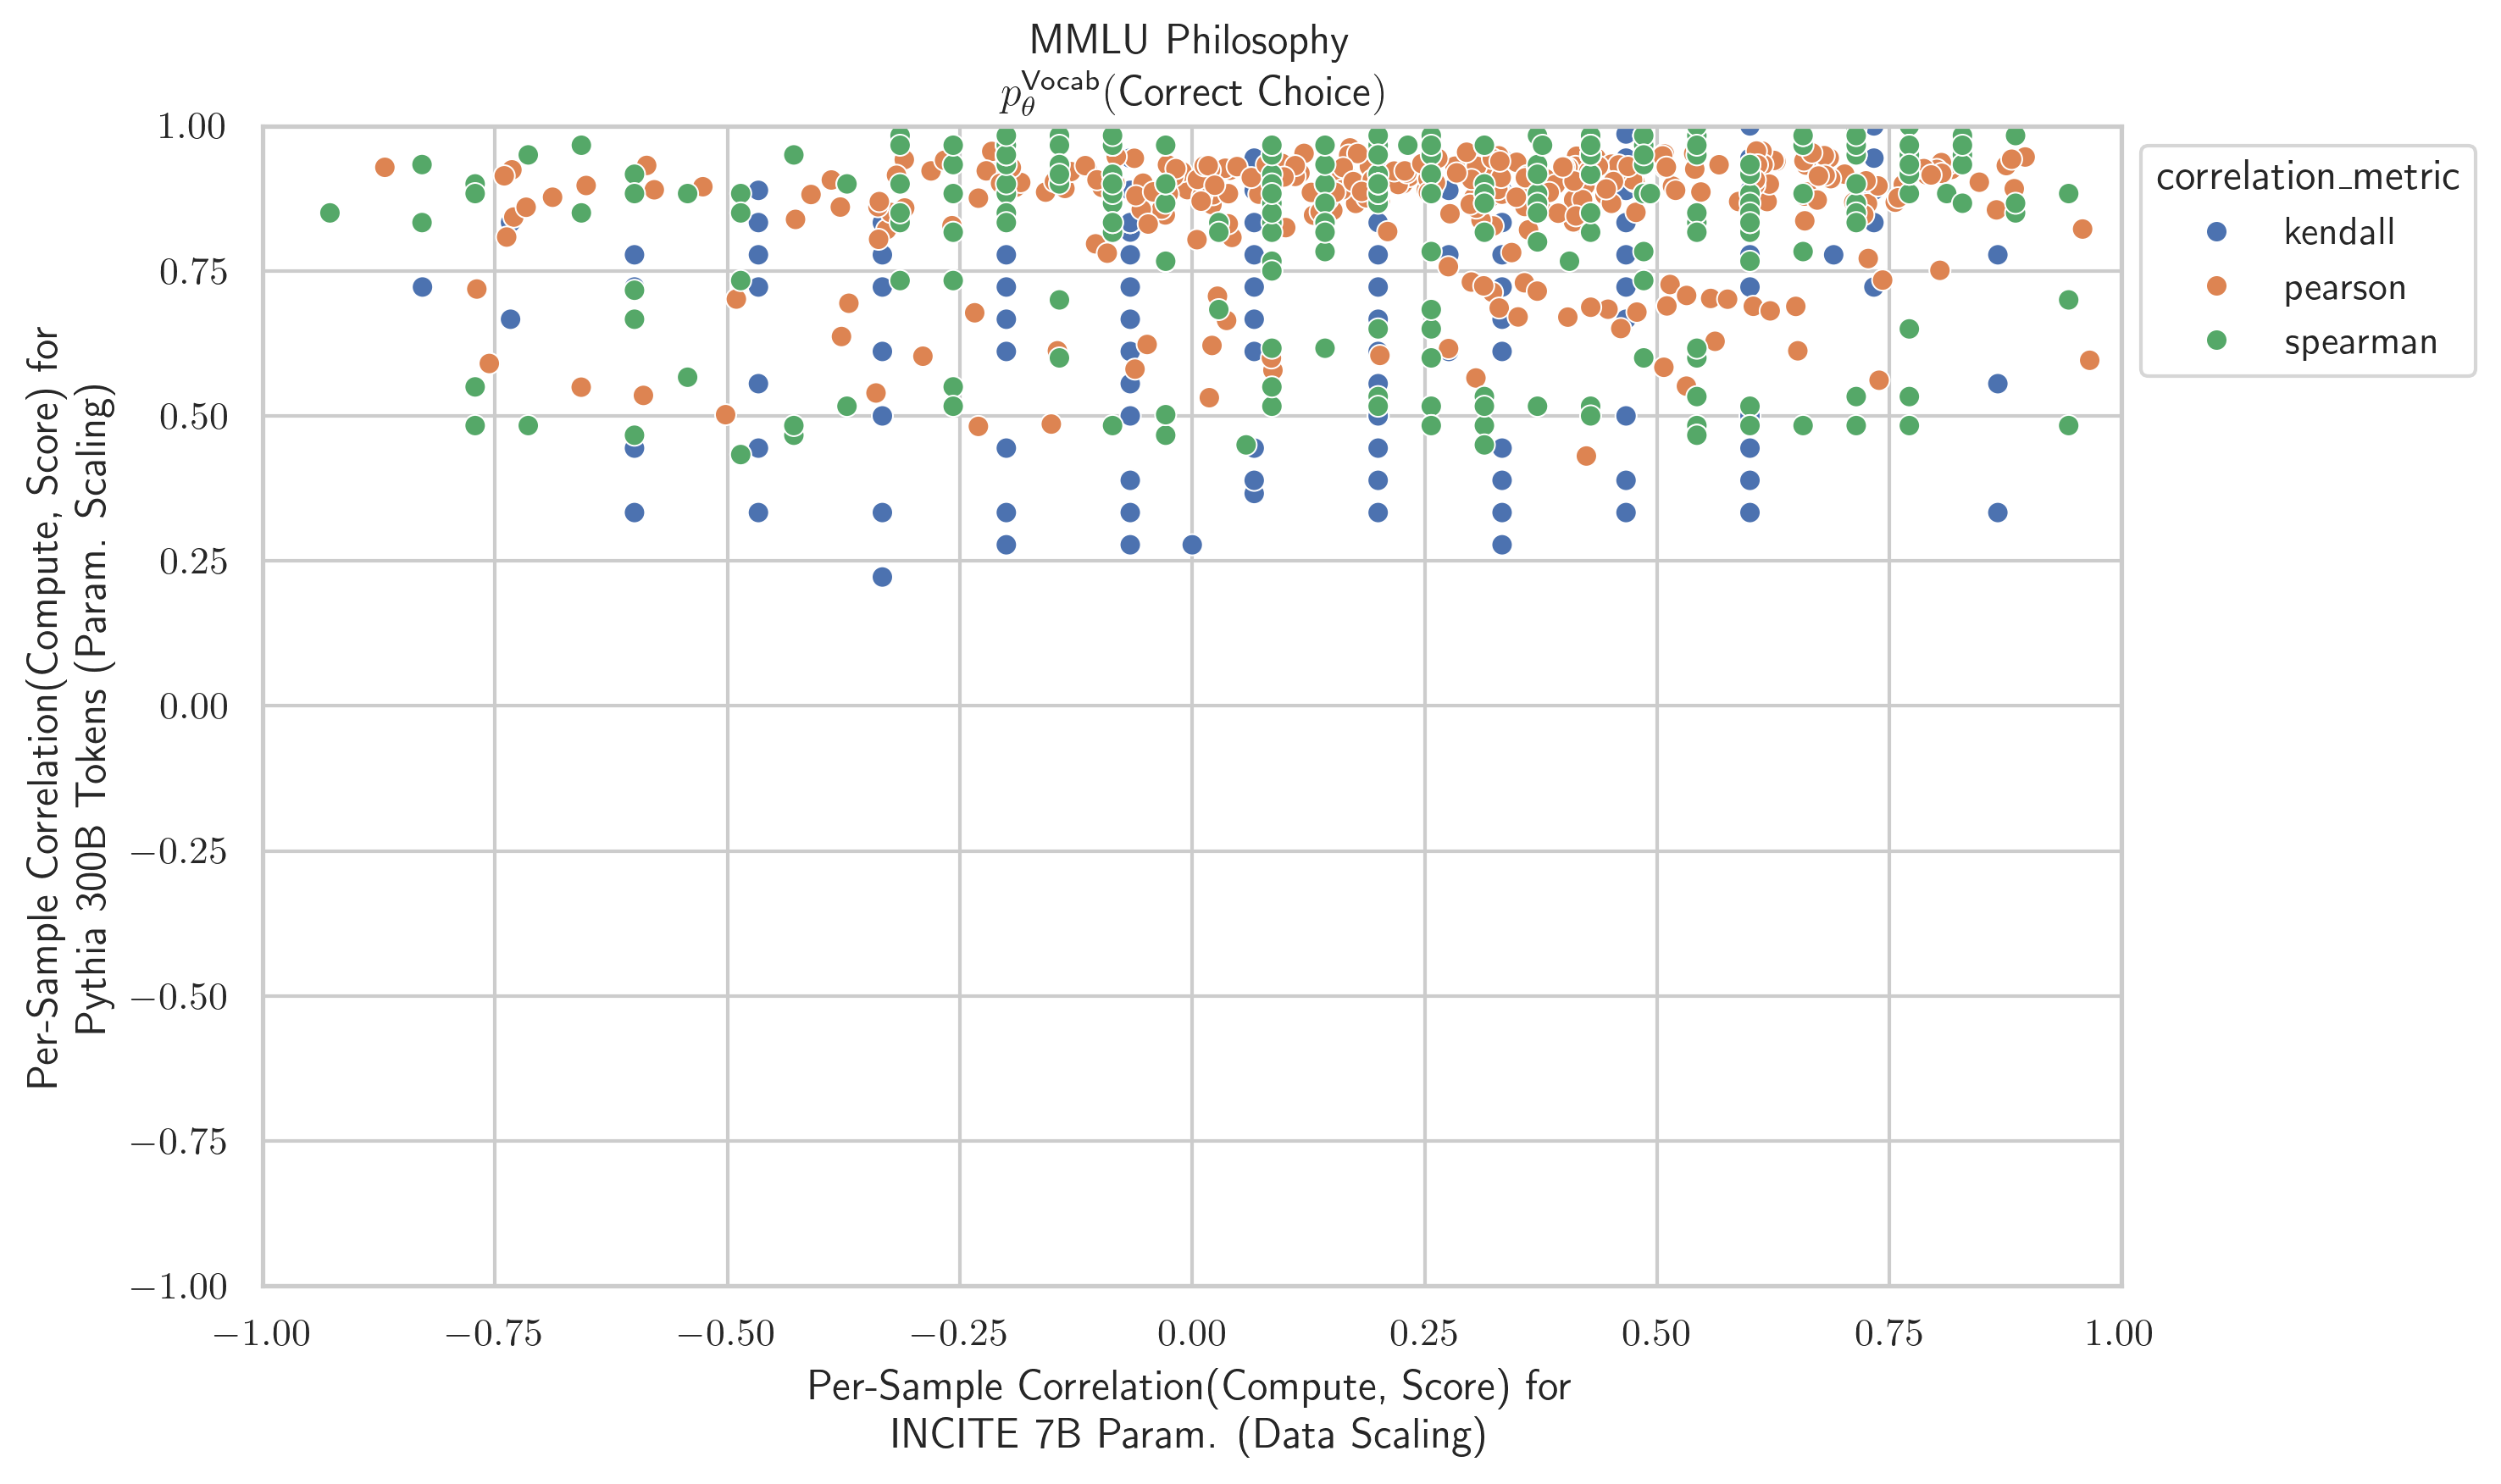 MMLU Philosophy
p_θ^Vocab(Correct Choice)
Per-Sample Correlation(Compute, Score) for
Pythia 300B Tokens (Param. Scaling)
1.00
0.75
0.50
0.25
0.00
−0.25
−0.50
−0.75
−1.00
−1.00 −0.75 −0.50 −0.25 0.00 0.25 0.50 0.75 1.00
Per-Sample Correlation(Compute, Score) for
INCITE 7B Param. (Data Scaling)
correlation_metric
kendall
pearson
spearman